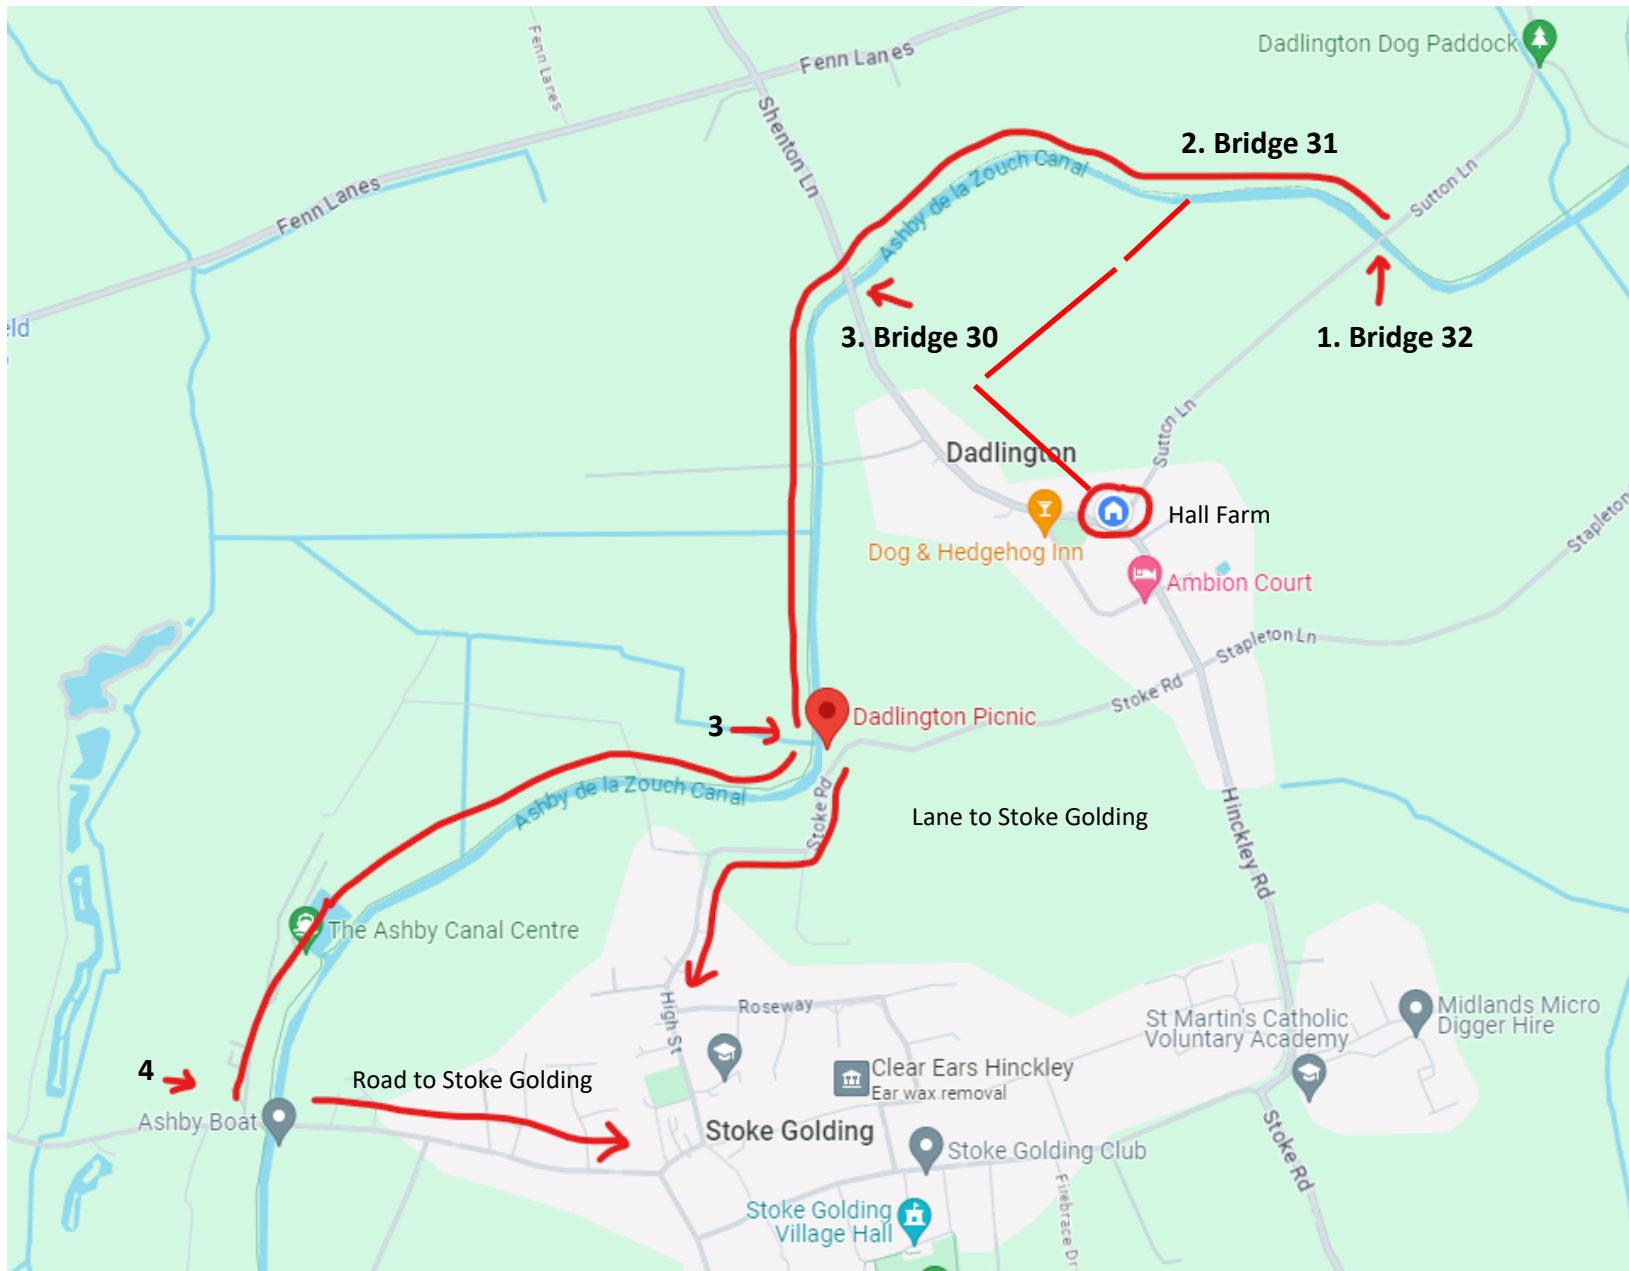 Dadlington Dog Paddock
Fenn Lanes
Fenn Lanes
Shenton Ln
2. Bridge 31
Ashby de la Zouch Canal
Sutton Ln
Fenn Lanes
3. Bridge 30
1. Bridge 32
eld
Sutton Ln
Dadlington
Hall Farm
Stapleton
Dog & Hedgehog Inn
Ambion Court
Stapleton Ln
Stoke Rd
3
Dadlington Picnic
Ashby de la Zouch Canal
Stoke Rd
Lane to Stoke Golding
Hinckley Rd
The Ashby Canal Centre
High St
Roseway
St Martin's Catholic
Voluntary Academy
Midlands Micro
Digger Hire
4
Road to Stoke Golding
Clear Ears Hinckley
Ear wax removal
Ashby Boat
Stoke Golding
Stoke Golding Club
Stoke Rd
Firebrace Dr
Stoke Golding
Village Hall